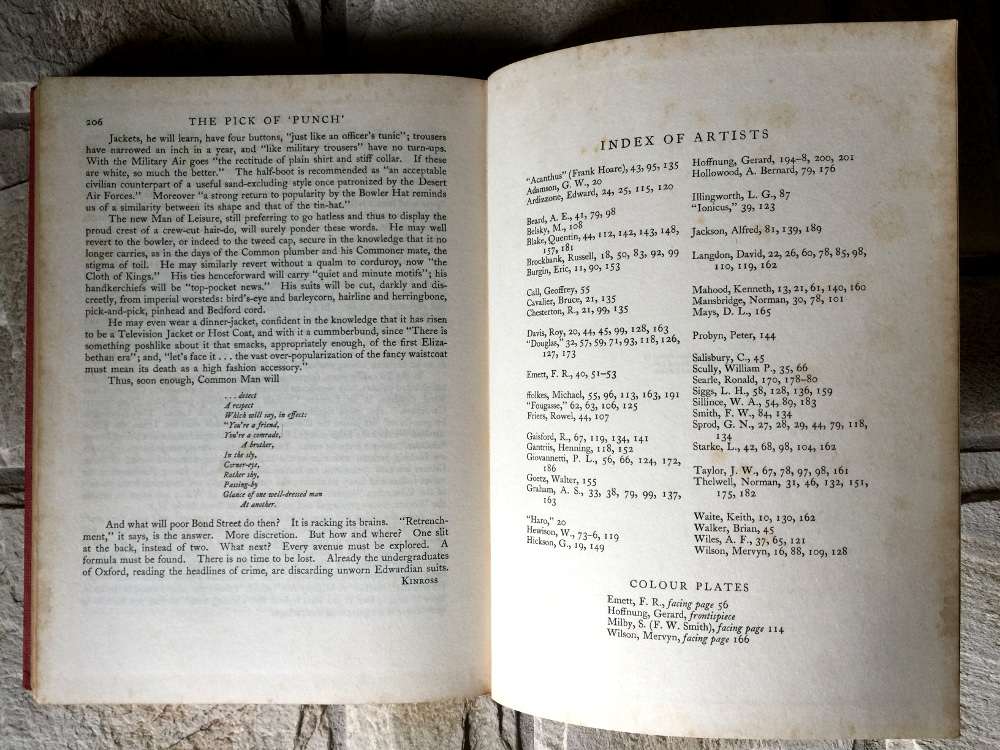 206
THE PICK OF 'PUNCH'
Jackets, he will learn, have four buttons, "just like an officer's tunic"; trousers
have narrowed an inch in a year, and "like military trousers" have no turn-ups.
With the Military Air goes "the rectitude of plain shirt and stiff collar. If these
are white, so much the better." The half-boot is recommended as "an acceptable
civilian counterpart of a useful sand-excluding style once patronized by the Desert
Air Forces." Moreover "a strong return to popularity by the Bowler Hat reminds
us of a similarity between its shape and that of the tin-hat."
The new Man of Leisure, still preferring to go hatless and thus to display the
proud crest of a crew-cut hair-do, will surely ponder these words. He may well
revert to the bowler, or indeed to the tweed cap, secure in the knowledge that it no
longer carries, as in the days of the Common plumber and his Commoner mate, the
stigma of toil. He may similarly revert without a qualm to corduroy, now "the
Cloth of Kings." His ties henceforward will carry "quiet and minute motifs"; his
handkerchiefs will be "top-pocket news." His suits will be cut, darkly and dis-
creetly, from imperial worsteds: bird's-eye and barleycorn, hairline and herringbone,
pick-and-pick, pinhead and Bedford cord.
He may even wear a dinner-jacket, confident in the knowledge that it has risen
to be a Television Jacket or Host Coat, and with it a cummberbund, since "There is
something poshlike about it that smacks, appropriately enough, of the first Eliza-
bethan era"; and, "let's face it . . . the vast over-popularization of the fancy waistcoat
must mean its death as a high fashion accessory."
Thus, soon enough, Common Man will
. . . detect
A respect
Which will say, in effect:
"You're a friend,
You're a comrade,
A brother,
In the sly,
Corner-eye,
Rather shy,
Passing-by
Glance of one well-dressed man
At another.
And what will poor Bond Street do then? It is racking its brains. "Retrench-
ment," it says, is the answer. More discretion. But how and where? One slit
at the back, instead of two. What next? Every avenue must be explored. A
formula must be found. There is no time to be lost. Already the undergraduates
of Oxford, reading the headlines of crime, are discarding unworn Edwardian suits.
KINROSS
INDEX OF ARTISTS
"Acanthus" (Frank Hoare), 43, 95, 135
Adamson, G. W., 20
Ardizzone, Edward, 24, 25, 115, 120
Beard, A. E., 41, 79, 98
Belsky, M., 108
Blake, Quentin, 44, 112, 142, 143, 148,
157, 181
Brockbank, Russell, 18, 50, 83, 92, 99
Burgin, Eric, 11, 90, 153
Call, Geoffrey, 55
Cavalier, Bruce, 21, 135
Chesterton, R., 21, 99, 135
Davis, Roy, 20, 44, 45, 99, 128, 163
"Douglas," 32, 57, 59, 71, 93, 118, 126,
127, 173
Emett, F. R., 40, 51–53
ffolkes, Michael, 55, 96, 113, 163, 191
"Fougasse," 62, 63, 106, 125
Friers, Rowel, 44, 107
Gaisford, R., 67, 119, 134, 141
Gantriis, Henning, 118, 152
Giovannetti, P. L., 56, 66, 124, 172,
186
Goetz, Walter, 155
Graham, A. S., 33, 38, 79, 99, 137,
163
"Haro," 20
Hewison, W., 73–6, 119
Hickson, G., 19, 149
Hoffnung, Gerard, 194–8, 200, 201
Hollowood, A. Bernard, 79, 176
Illingworth, L. G., 87
"Ionicus," 39, 123
Jackson, Alfred, 81, 139, 189
Langdon, David, 22, 26, 60, 78, 85, 98,
110, 119, 162
Mahood, Kenneth, 13, 21, 61, 140, 160
Mansbridge, Norman, 30, 78, 101
Mays, D. L., 165
Probyn, Peter, 144
Salisbury, C., 45
Scully, William P., 35, 66
Searle, Ronald, 170, 178–80
Siggs, L. H., 58, 128, 136, 159
Sillince, W. A., 54, 89, 183
Smith, F. W., 84, 134
Sprod, G. N., 27, 28, 29, 44, 79, 118,
134
Starke, L., 42, 68, 98, 104, 162
Taylor, J. W., 67, 78, 97, 98, 161
Thelwell, Norman, 31, 46, 132, 151,
175, 182
Waite, Keith, 10, 130, 162
Walker, Brian, 45
Wiles, A. F., 37, 65, 121
Wilson, Mervyn, 16, 88, 109, 128
COLOUR PLATES
Emett, F. R., facing page 56
Hoffnung, Gerard, frontispiece
Milby, S. (F. W. Smith), facing page 114
Wilson, Mervyn, facing page 166